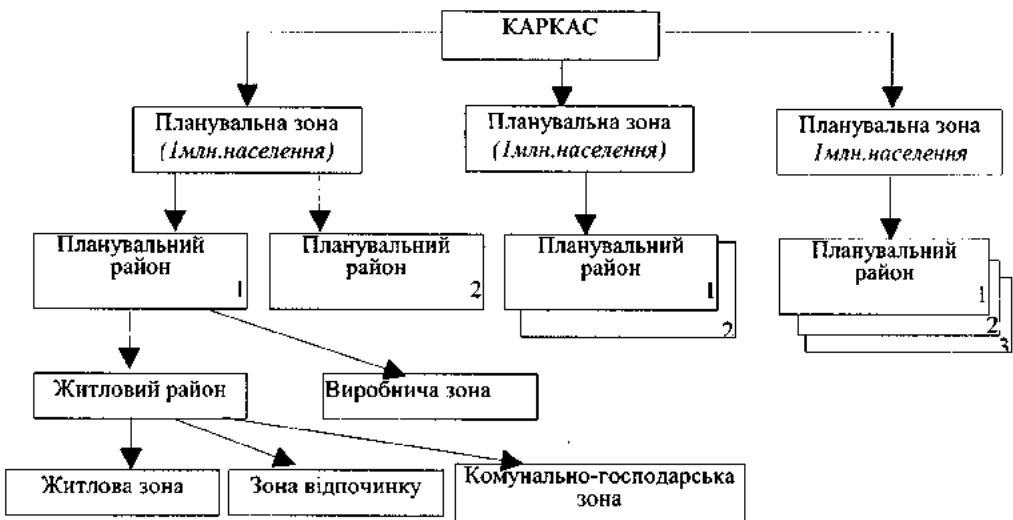 КАРКАС
Планувальна зона
(1млн.населення)
Планувальна зона
(1млн.населення)
Планувальна зона
1млн.населення
Планувальний
район
1
Планувальний
район
2
Планувальний
район
1
2
Планувальний
район
1
2
3
Житловий район
Виробнича зона
Житлова зона
Зона відпочинку
Комунально-господарська
зона